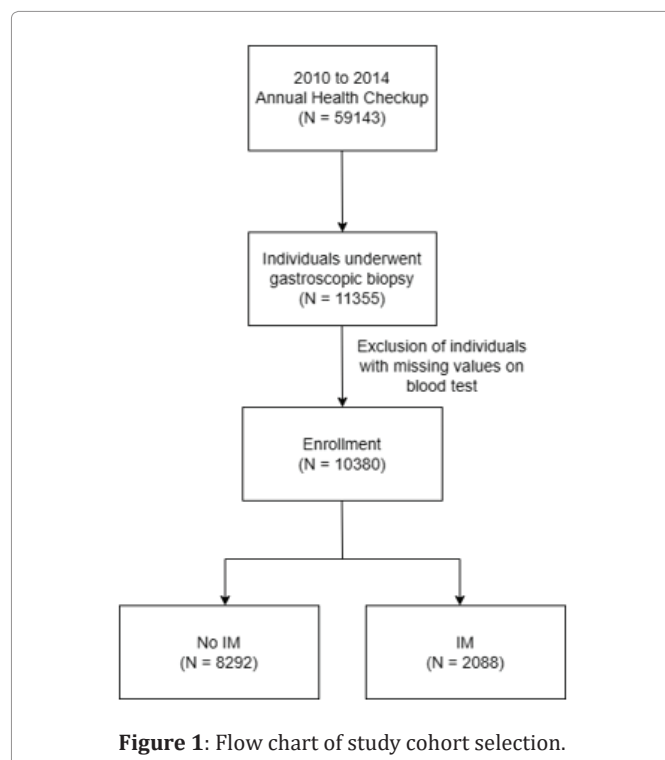 2010 to 2014
Annual Health Checkup
(N = 59143)
Individuals underwent
gastroscopic biopsy
(N = 11355)
Exclusion of individuals
with missing values on
blood test
Enrollment
(N = 10380)
No IM
(N = 8292)
IM
(N = 2088)
Figure 1: Flow chart of study cohort selection.